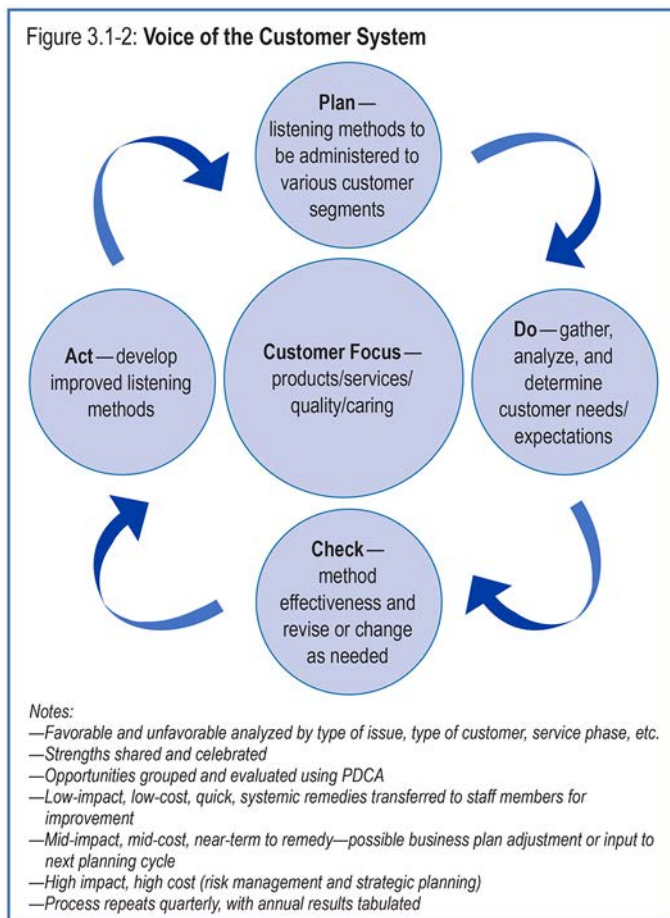 Figure 3.1-2: Voice of the Customer System
Plan—
listening methods to
be administered to
various customer
segments
Do—gather,
analyze, and
determine
customer needs/
expectations
Check—
method
effectiveness and
revise or change
as needed
Act—develop
improved listening
methods
Customer Focus—
products/services/
quality/caring
Notes:
—Favorable and unfavorable analyzed by type of issue, type of customer, service phase, etc.
—Strengths shared and celebrated
—Opportunities grouped and evaluated using PDCA
—Low-impact, low-cost, quick, systemic remedies transferred to staff members for
improvement
—Mid-impact, mid-cost, near-term to remedy—possible business plan adjustment or input to
next planning cycle
—High impact, high cost (risk management and strategic planning)
—Process repeats quarterly, with annual results tabulated